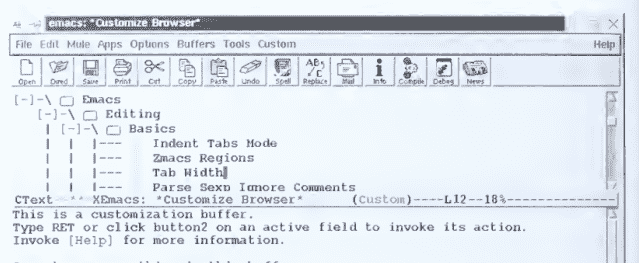 emacs: *Customize Browser*
File Edit Mule Apps Options Buffers Tools Custom Help
Open Dired Save Print Cut Copy Paste Undo Spell Replace Mail Info Compile Debug News
[-]-\ Emacs
[-]-\ Editing
| [-]-\ Basics
| | |--- Indent Tabs Mode
| | |--- Zmacs Regions
| | |--- Tab Width
| | |--- Parse Sexp Ignore Comments
CText--** XEmacs: *Customize Browser* (Custom)----L12--18%---------------
This is a customization buffer.
Type RET or click button2 on an active field to invoke its action.
Invoke [Help] for more information.